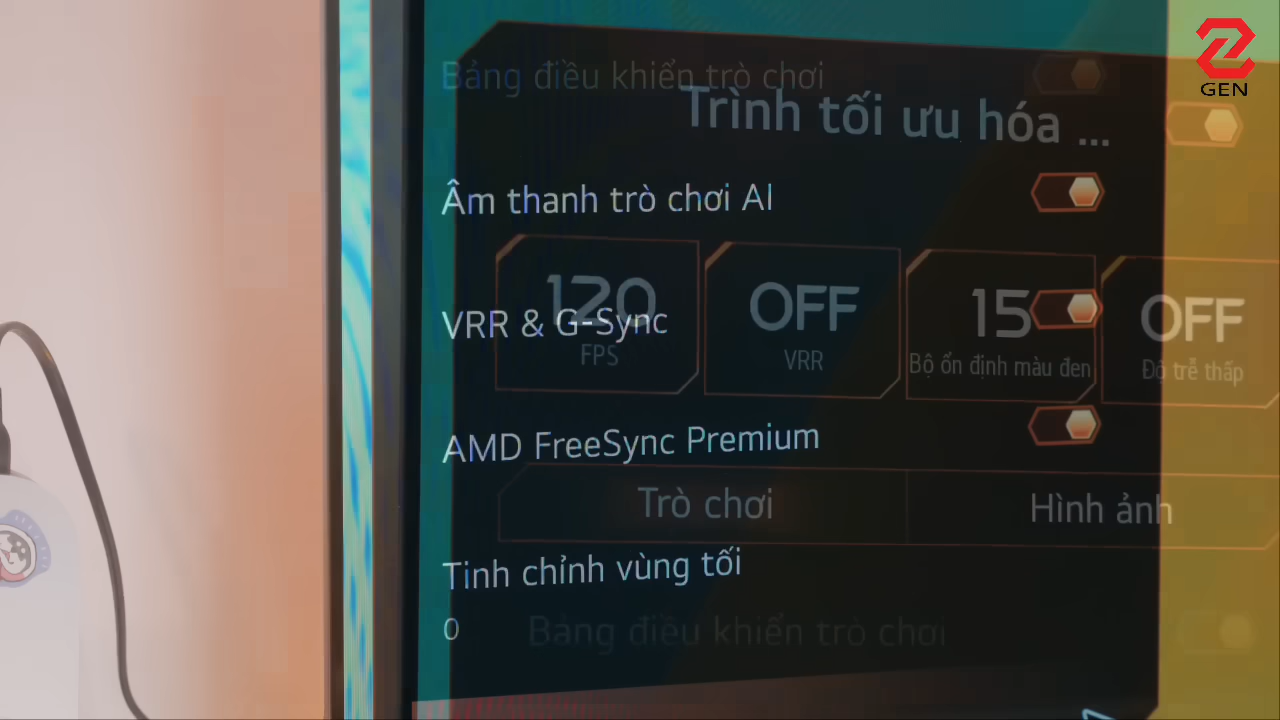 GEN
Bảng điều khiển trò chơi
Trình tối ưu hóa ...
Âm thanh trò chơi AI
120
FPS
OFF
VRR
15
Bộ ổn định màu đen
OFF
Độ trễ thấp
VRR & G-Sync
AMD FreeSync Premium
Trò chơi
Hình ảnh
Tinh chỉnh vùng tối
0
Bảng điều khiển trò chơi